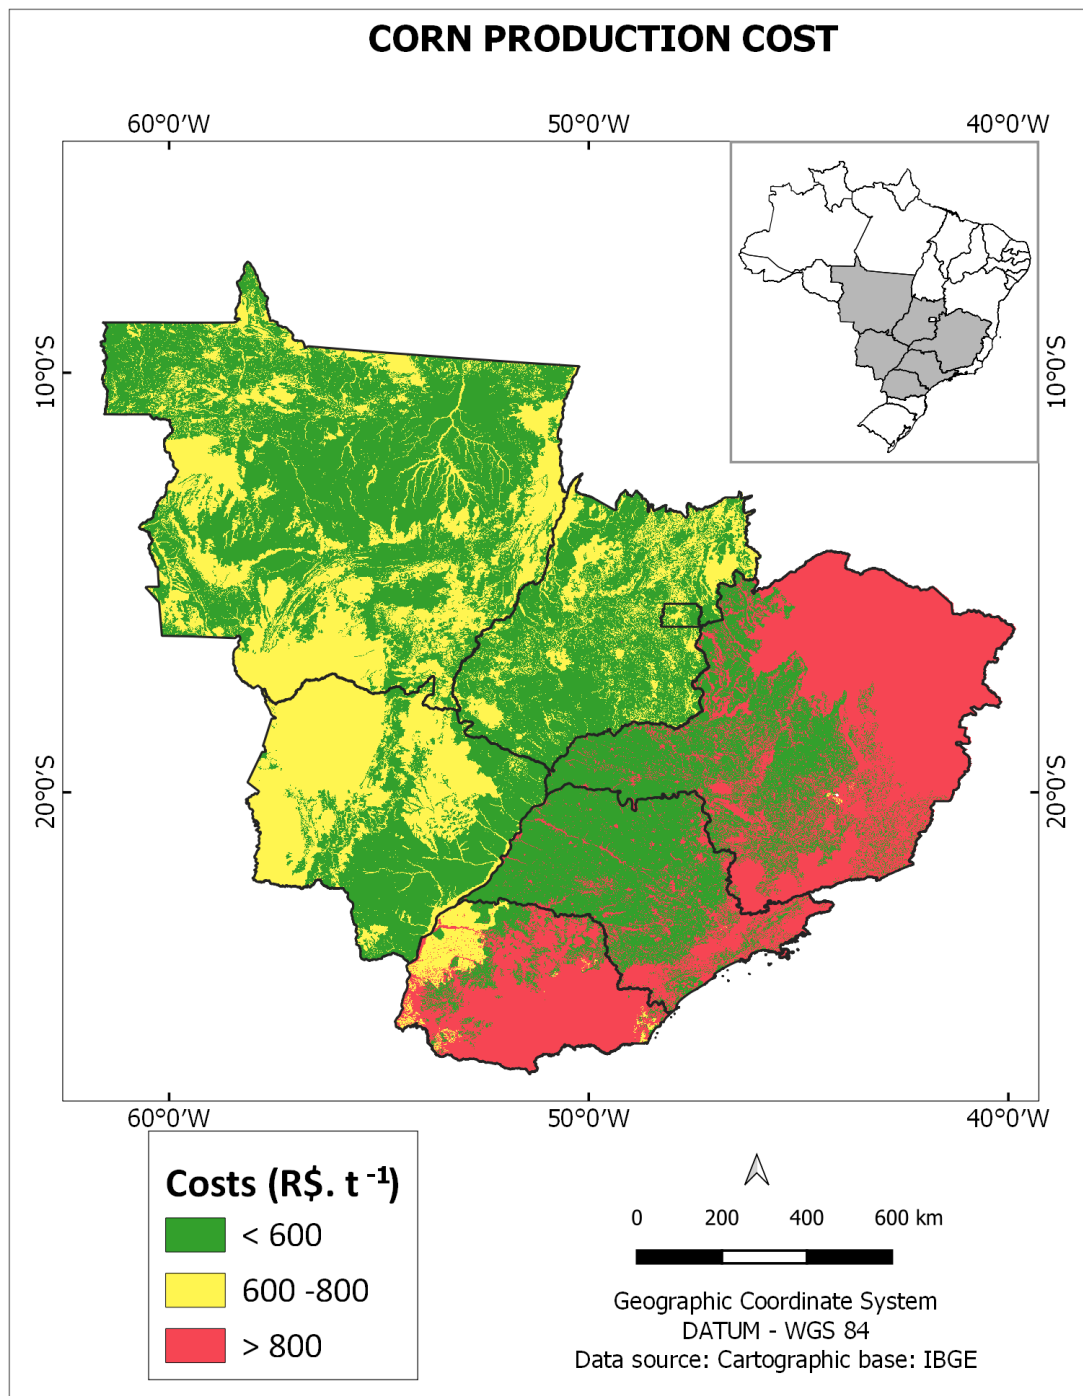 CORN PRODUCTION COST
60°0′W 50°0′W 40°0′W
10°0′S 10°0′S
20°0′S 20°0′S
60°0′W 50°0′W 40°0′W
Costs (R$. t ⁻¹)
< 600
600 -800
> 800
0 200 400 600 km
Geographic Coordinate System
DATUM - WGS 84
Data source: Cartographic base: IBGE